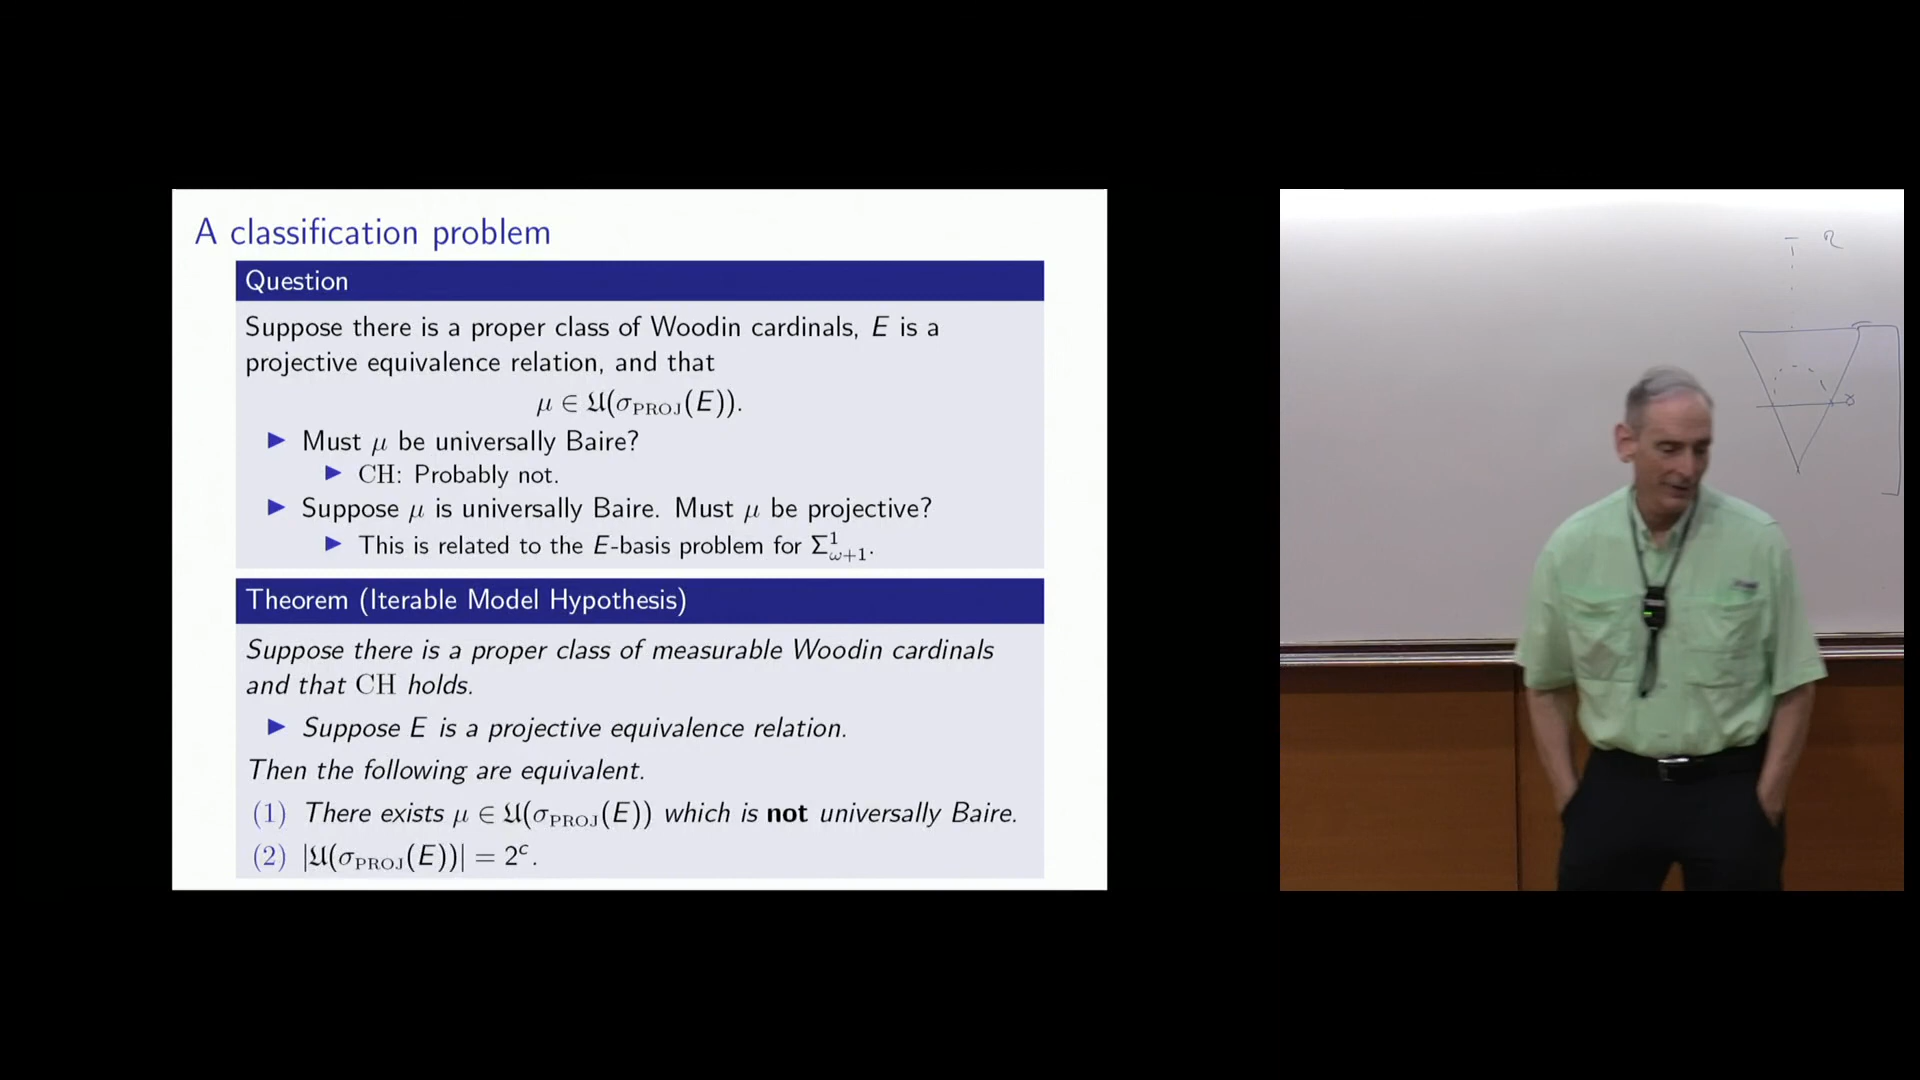 A classification problem
Question
Suppose there is a proper class of Woodin cardinals, E is a
projective equivalence relation, and that
μ ∈ 𝔘(σ_PROJ(E)).
▶ Must μ be universally Baire?
▶ CH: Probably not.
▶ Suppose μ is universally Baire. Must μ be projective?
▶ This is related to the E-basis problem for Σ¹_{ω+1}.
Theorem (Iterable Model Hypothesis)
Suppose there is a proper class of measurable Woodin cardinals
and that CH holds.
▶ Suppose E is a projective equivalence relation.
Then the following are equivalent.
(1) There exists μ ∈ 𝔘(σ_PROJ(E)) which is not universally Baire.
(2) |𝔘(σ_PROJ(E))| = 2^c.